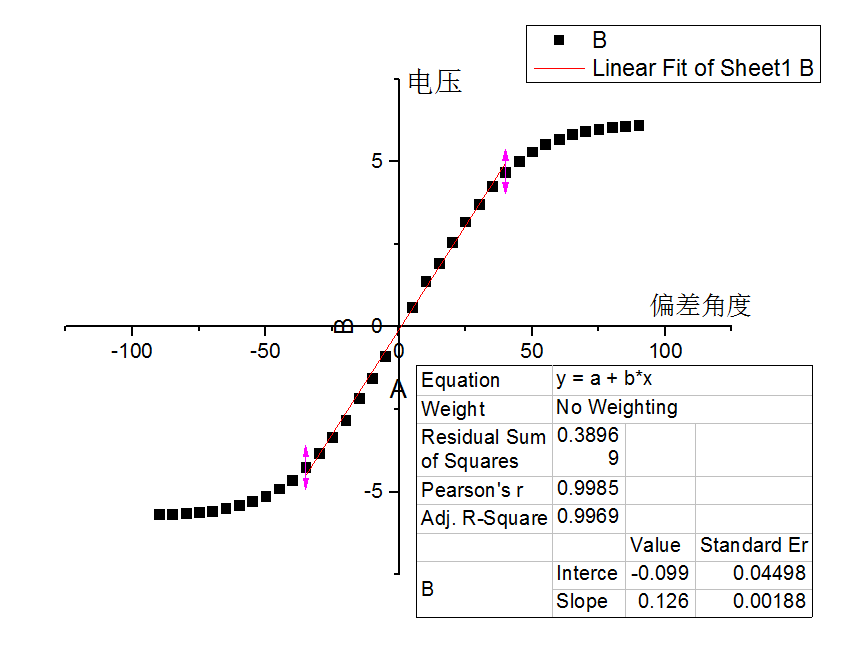 B
Linear Fit of Sheet1 B
电压
5
偏差角度
B
0
-100
-50
0
50
100
A
-5
Equation y = a + b*x
Weight No Weighting
Residual Sum 0.3896
of Squares 9
Pearson's r 0.9985
Adj. R-Square 0.9969
Value Standard Er
B
Interce -0.099 0.04498
Slope 0.126 0.00188